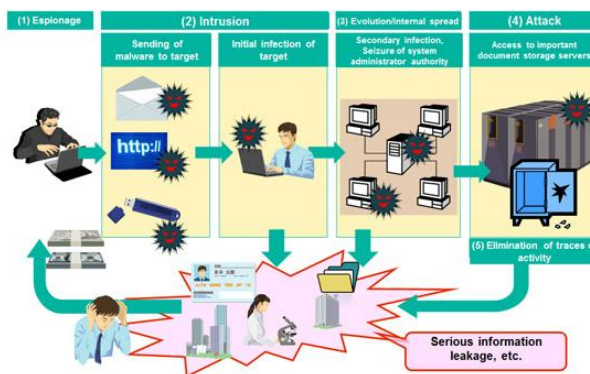 (1) Espionage
(2) Intrusion
(3) Evolution/Internal spread
(4) Attack
Sending of
malware to target
Initial infection of
target
Secondary infection,
Seizure of system
administrator authority
Access to important
document storage servers
http://
(5) Elimination of traces of
activity
Serious information
leakage, etc.